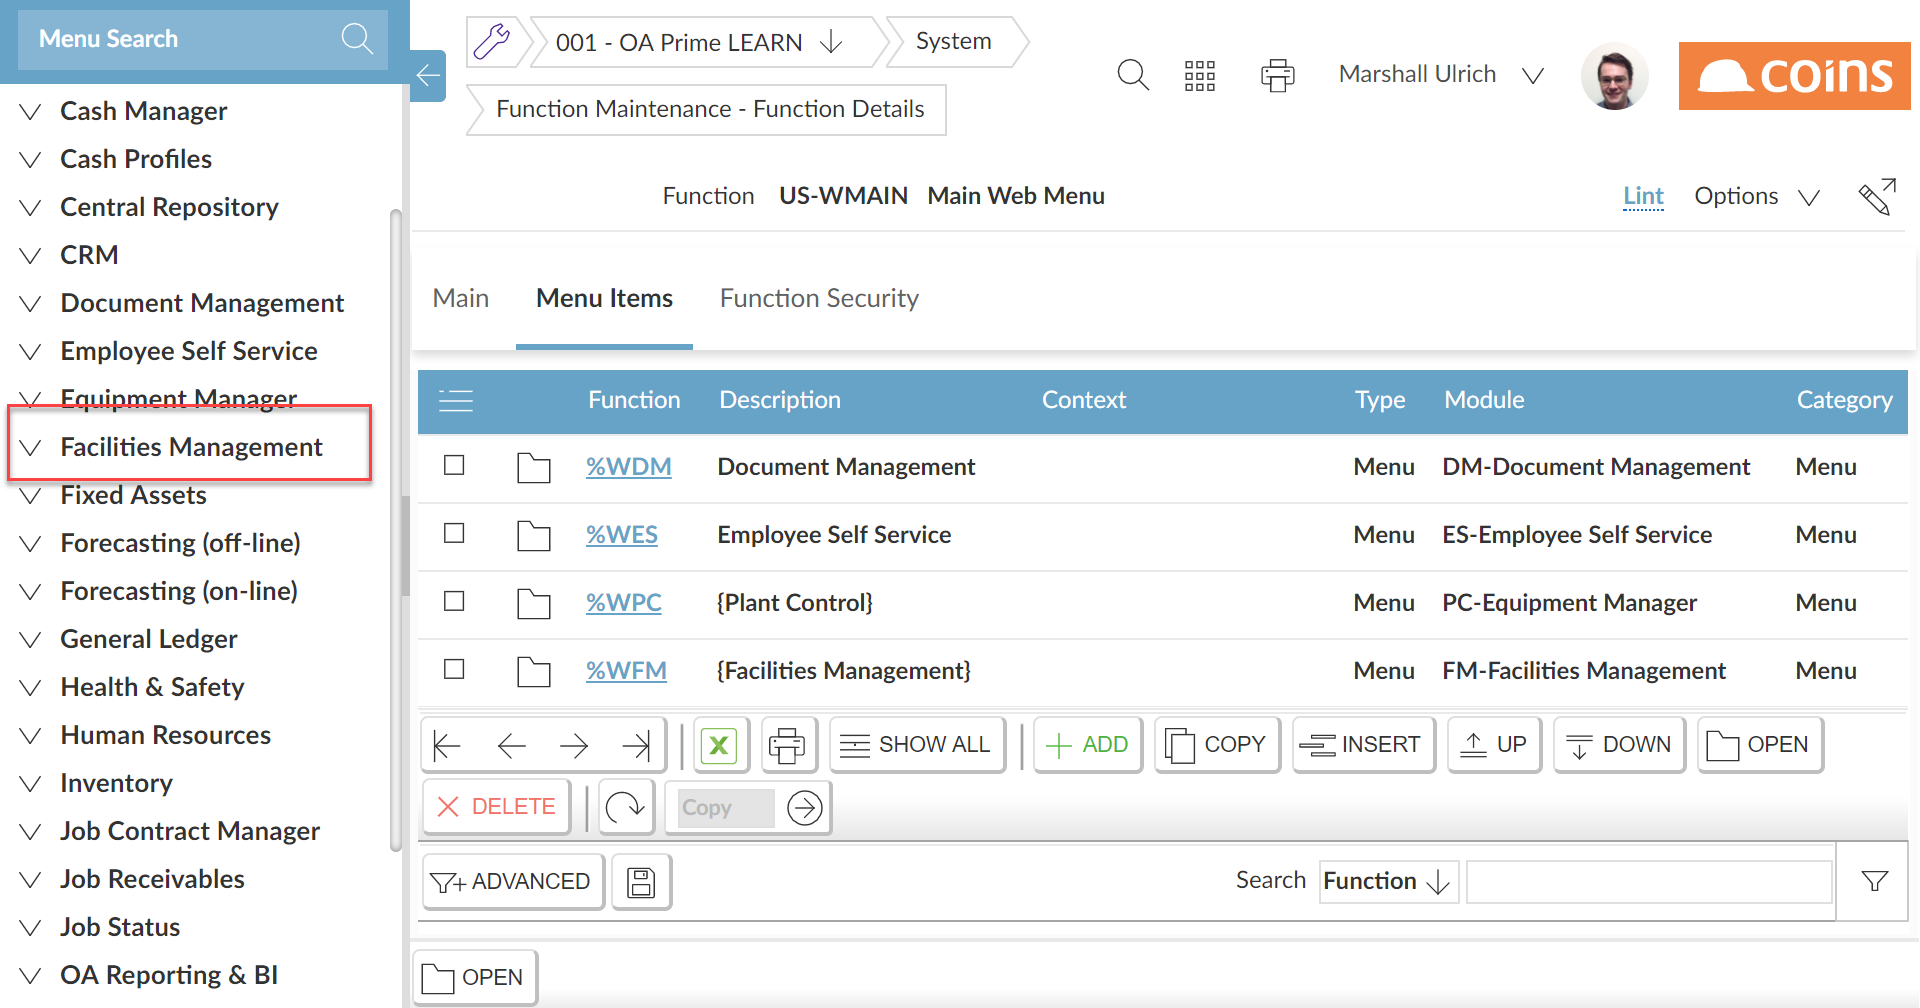 Menu Search
Cash Manager
Cash Profiles
Central Repository
CRM
Document Management
Employee Self Service
Equipment Manager
Facilities Management
Fixed Assets
Forecasting (off-line)
Forecasting (on-line)
General Ledger
Health & Safety
Human Resources
Inventory
Job Contract Manager
Job Receivables
Job Status
OA Reporting & BI
001 - OA Prime LEARN
System
Function Maintenance - Function Details
Marshall Ulrich
coins
Function US-WMAIN Main Web Menu
Lint Options
Main Menu Items Function Security
Function Description Context Type Module Category
%WDM Document Management Menu DM-Document Management Menu
%WES Employee Self Service Menu ES-Employee Self Service Menu
%WPC {Plant Control} Menu PC-Equipment Manager Menu
%WFM {Facilities Management} Menu FM-Facilities Management Menu
SHOW ALL ADD COPY INSERT UP DOWN OPEN
DELETE Copy
ADVANCED Search Function
OPEN